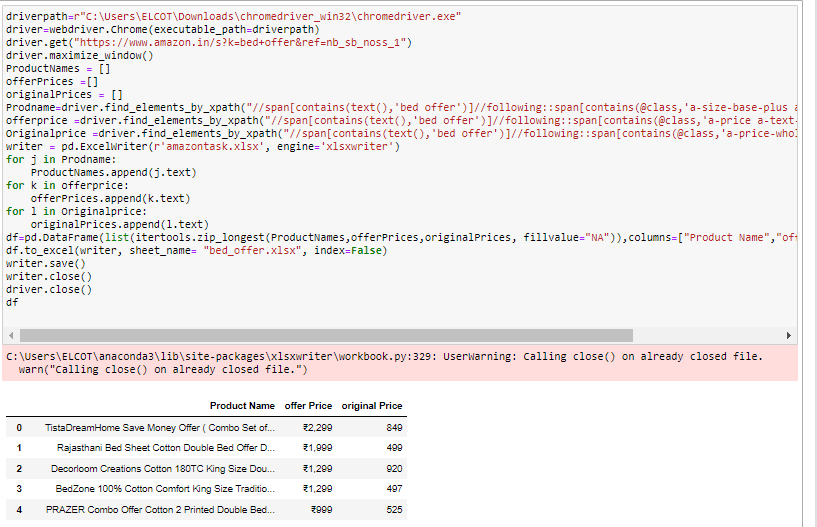 driverpath=r"C:\Users\ELCOT\Downloads\chromedriver_win32\chromedriver.exe"
driver=webdriver.Chrome(executable_path=driverpath)
driver.get("https://www.amazon.in/s?k=bed+offer&ref=nb_sb_noss_1")
driver.maximize_window()
ProductNames = []
offerPrices =[]
originalPrices = []
Prodname=driver.find_elements_by_xpath("//span[contains(text(),'bed offer')]//following::span[contains(@class,'a-size-base-plus a
offerprice =driver.find_elements_by_xpath("//span[contains(text(),'bed offer')]//following::span[contains(@class,'a-price a-text-
Originalprice =driver.find_elements_by_xpath("//span[contains(text(),'bed offer')]//following::span[contains(@class,'a-price-whol
writer = pd.ExcelWriter(r'amazontask.xlsx', engine='xlsxwriter')
for j in Prodname:
    ProductNames.append(j.text)
for k in offerprice:
    offerPrices.append(k.text)
for l in Originalprice:
    originalPrices.append(l.text)
df=pd.DataFrame(list(itertools.zip_longest(ProductNames,offerPrices,originalPrices, fillvalue="NA")),columns=["Product Name","off
df.to_excel(writer, sheet_name= "bed_offer.xlsx", index=False)
writer.save()
writer.close()
driver.close()
df
C:\Users\ELCOT\anaconda3\lib\site-packages\xlsxwriter\workbook.py:329: UserWarning: Calling close() on already closed file.
  warn("Calling close() on already closed file.")
Product Name offer Price original Price
0 TistaDreamHome Save Money Offer ( Combo Set of... ₹2,299 849
1 Rajasthani Bed Sheet Cotton Double Bed Offer D... ₹1,999 499
2 Decorloom Creations Cotton 180TC King Size Dou... ₹1,299 920
3 BedZone 100% Cotton Comfort King Size Traditio... ₹1,299 497
4 PRAZER Combo Offer Cotton 2 Printed Double Bed... ₹999 525